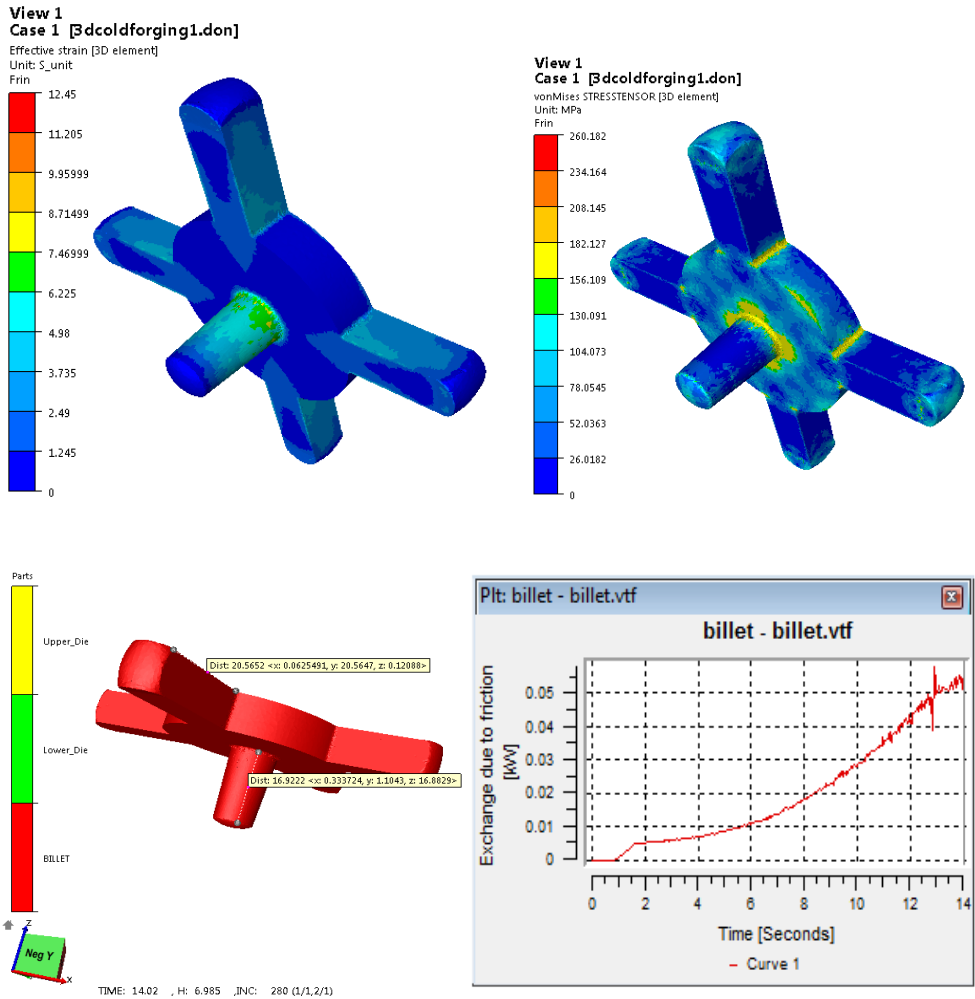 View 1
Case 1 [3dcoldforging1.don]
Effective strain [3D element]
Unit: S_unit
Frin
12.45
11.205
9.95999
8.71499
7.46999
6.225
4.98
3.735
2.49
1.245
0
View 1
Case 1 [3dcoldforging1.don]
vonMises STRESSTENSOR [3D element]
Unit: MPa
Frin
260.182
234.164
208.145
182.127
156.109
130.091
104.073
78.0545
52.0363
26.0182
0
Parts
Upper_Die
Lower_Die
BILLET
Dist: 20.5652 <x: 0.0625491, y: 20.5647, z: 0.12088>
Dist: 16.9222 <x: 0.333724, y: 1.1043, z: 16.8829>
Z
Neg Y
X
TIME: 14.02 , H: 6.985 ,INC: 280 (1/1,2/1)
Plt: billet - billet.vtf
billet - billet.vtf
Exchange due to friction
[kW]
0.05
0.04
0.03
0.02
0.01
0
0 2 4 6 8 10 12 14
Time [Seconds]
Curve 1